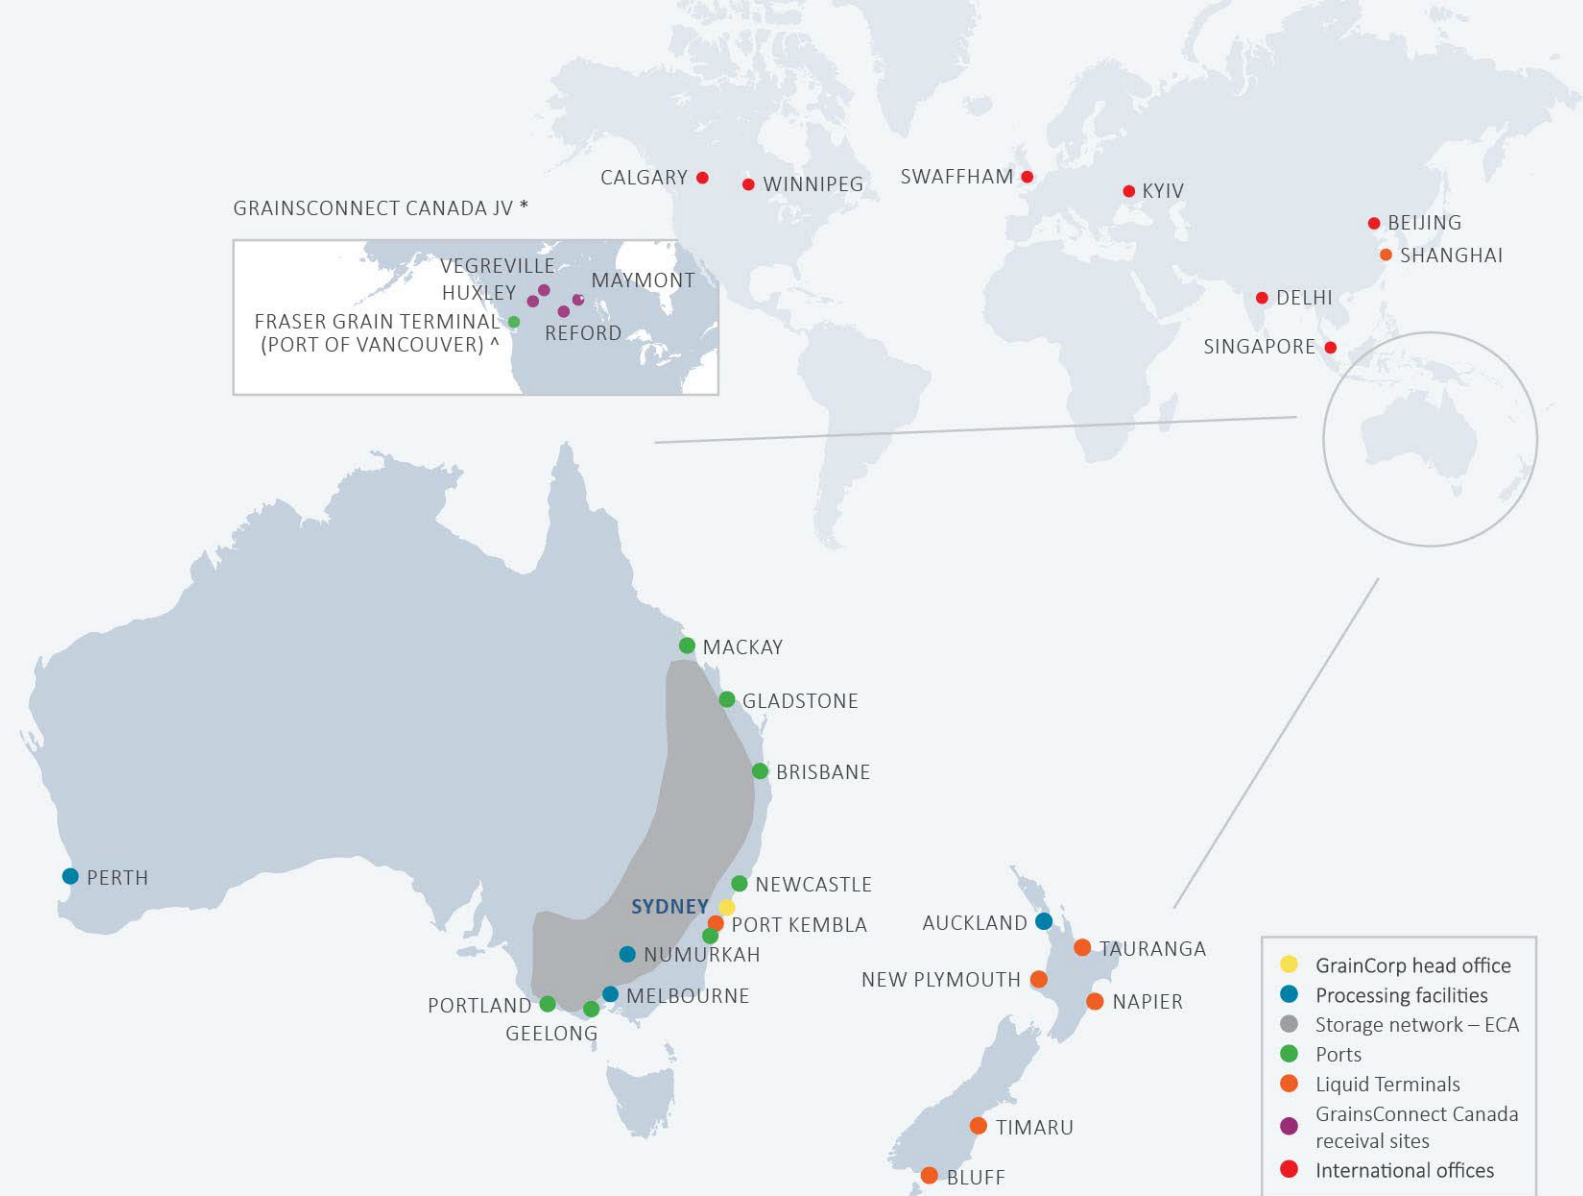 CALGARY
WINNIPEG
SWAFFHAM
KYIV
BEIJING
SHANGHAI
DELHI
SINGAPORE
GRAINSCONNECT CANADA JV *
VEGREVILLE
MAYMONT
HUXLEY
FRASER GRAIN TERMINAL
(PORT OF VANCOUVER) ^
REFORD
MACKAY
GLADSTONE
BRISBANE
PERTH
NEWCASTLE
SYDNEY
PORT KEMBLA
NUMURKAH
MELBOURNE
PORTLAND
GEELONG
AUCKLAND
TAURANGA
NEW PLYMOUTH
NAPIER
TIMARU
BLUFF
GrainCorp head office
Processing facilities
Storage network – ECA
Ports
Liquid Terminals
GrainsConnect Canada
receival sites
International offices